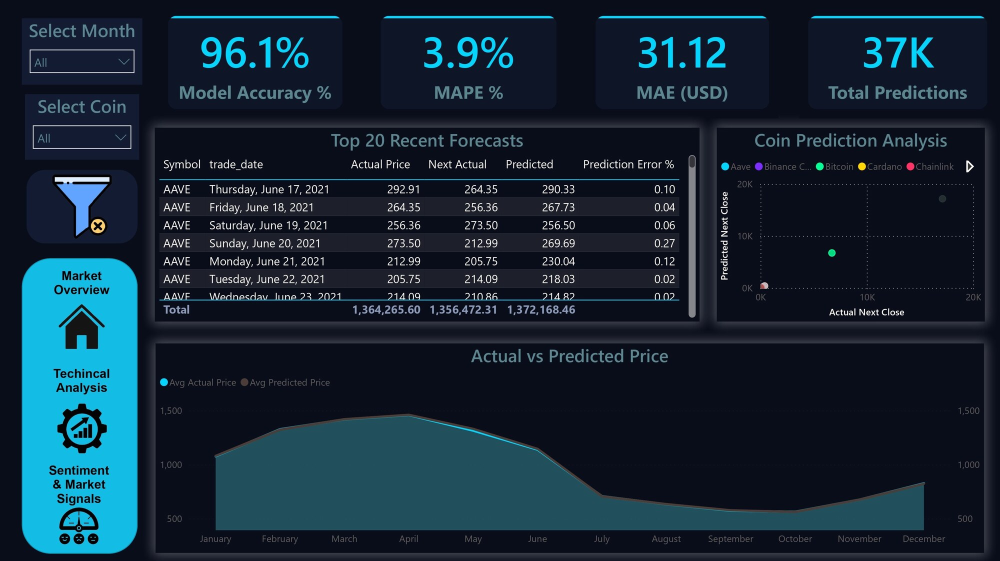 Select Month
All
Select Coin
All
Market
Overview
Techincal
Analysis
Sentiment
& Market
Signals
96.1%
Model Accuracy %
3.9%
MAPE %
31.12
MAE (USD)
37K
Total Predictions
Top 20 Recent Forecasts
Symbol trade_date Actual Price Next Actual Predicted Prediction Error %
AAVE Thursday, June 17, 2021 292.91 264.35 290.33 0.10
AAVE Friday, June 18, 2021 264.35 256.36 267.73 0.04
AAVE Saturday, June 19, 2021 256.36 273.50 256.50 0.06
AAVE Sunday, June 20, 2021 273.50 212.99 269.69 0.27
AAVE Monday, June 21, 2021 212.99 205.75 230.04 0.12
AAVE Tuesday, June 22, 2021 205.75 214.09 218.03 0.02
AAVE Wednesday, June 23, 2021 214.09 210.86 214.82 0.02
Total 1,364,265.60 1,356,472.31 1,372,168.46
Coin Prediction Analysis
Aave Binance C... Bitcoin Cardano Chainlink
Predicted Next Close
20K
10K
0K
0K 10K 20K
Actual Next Close
Actual vs Predicted Price
Avg Actual Price Avg Predicted Price
1,500 1,500
1,000 1,000
500 500
January February March April May June July August September October November December